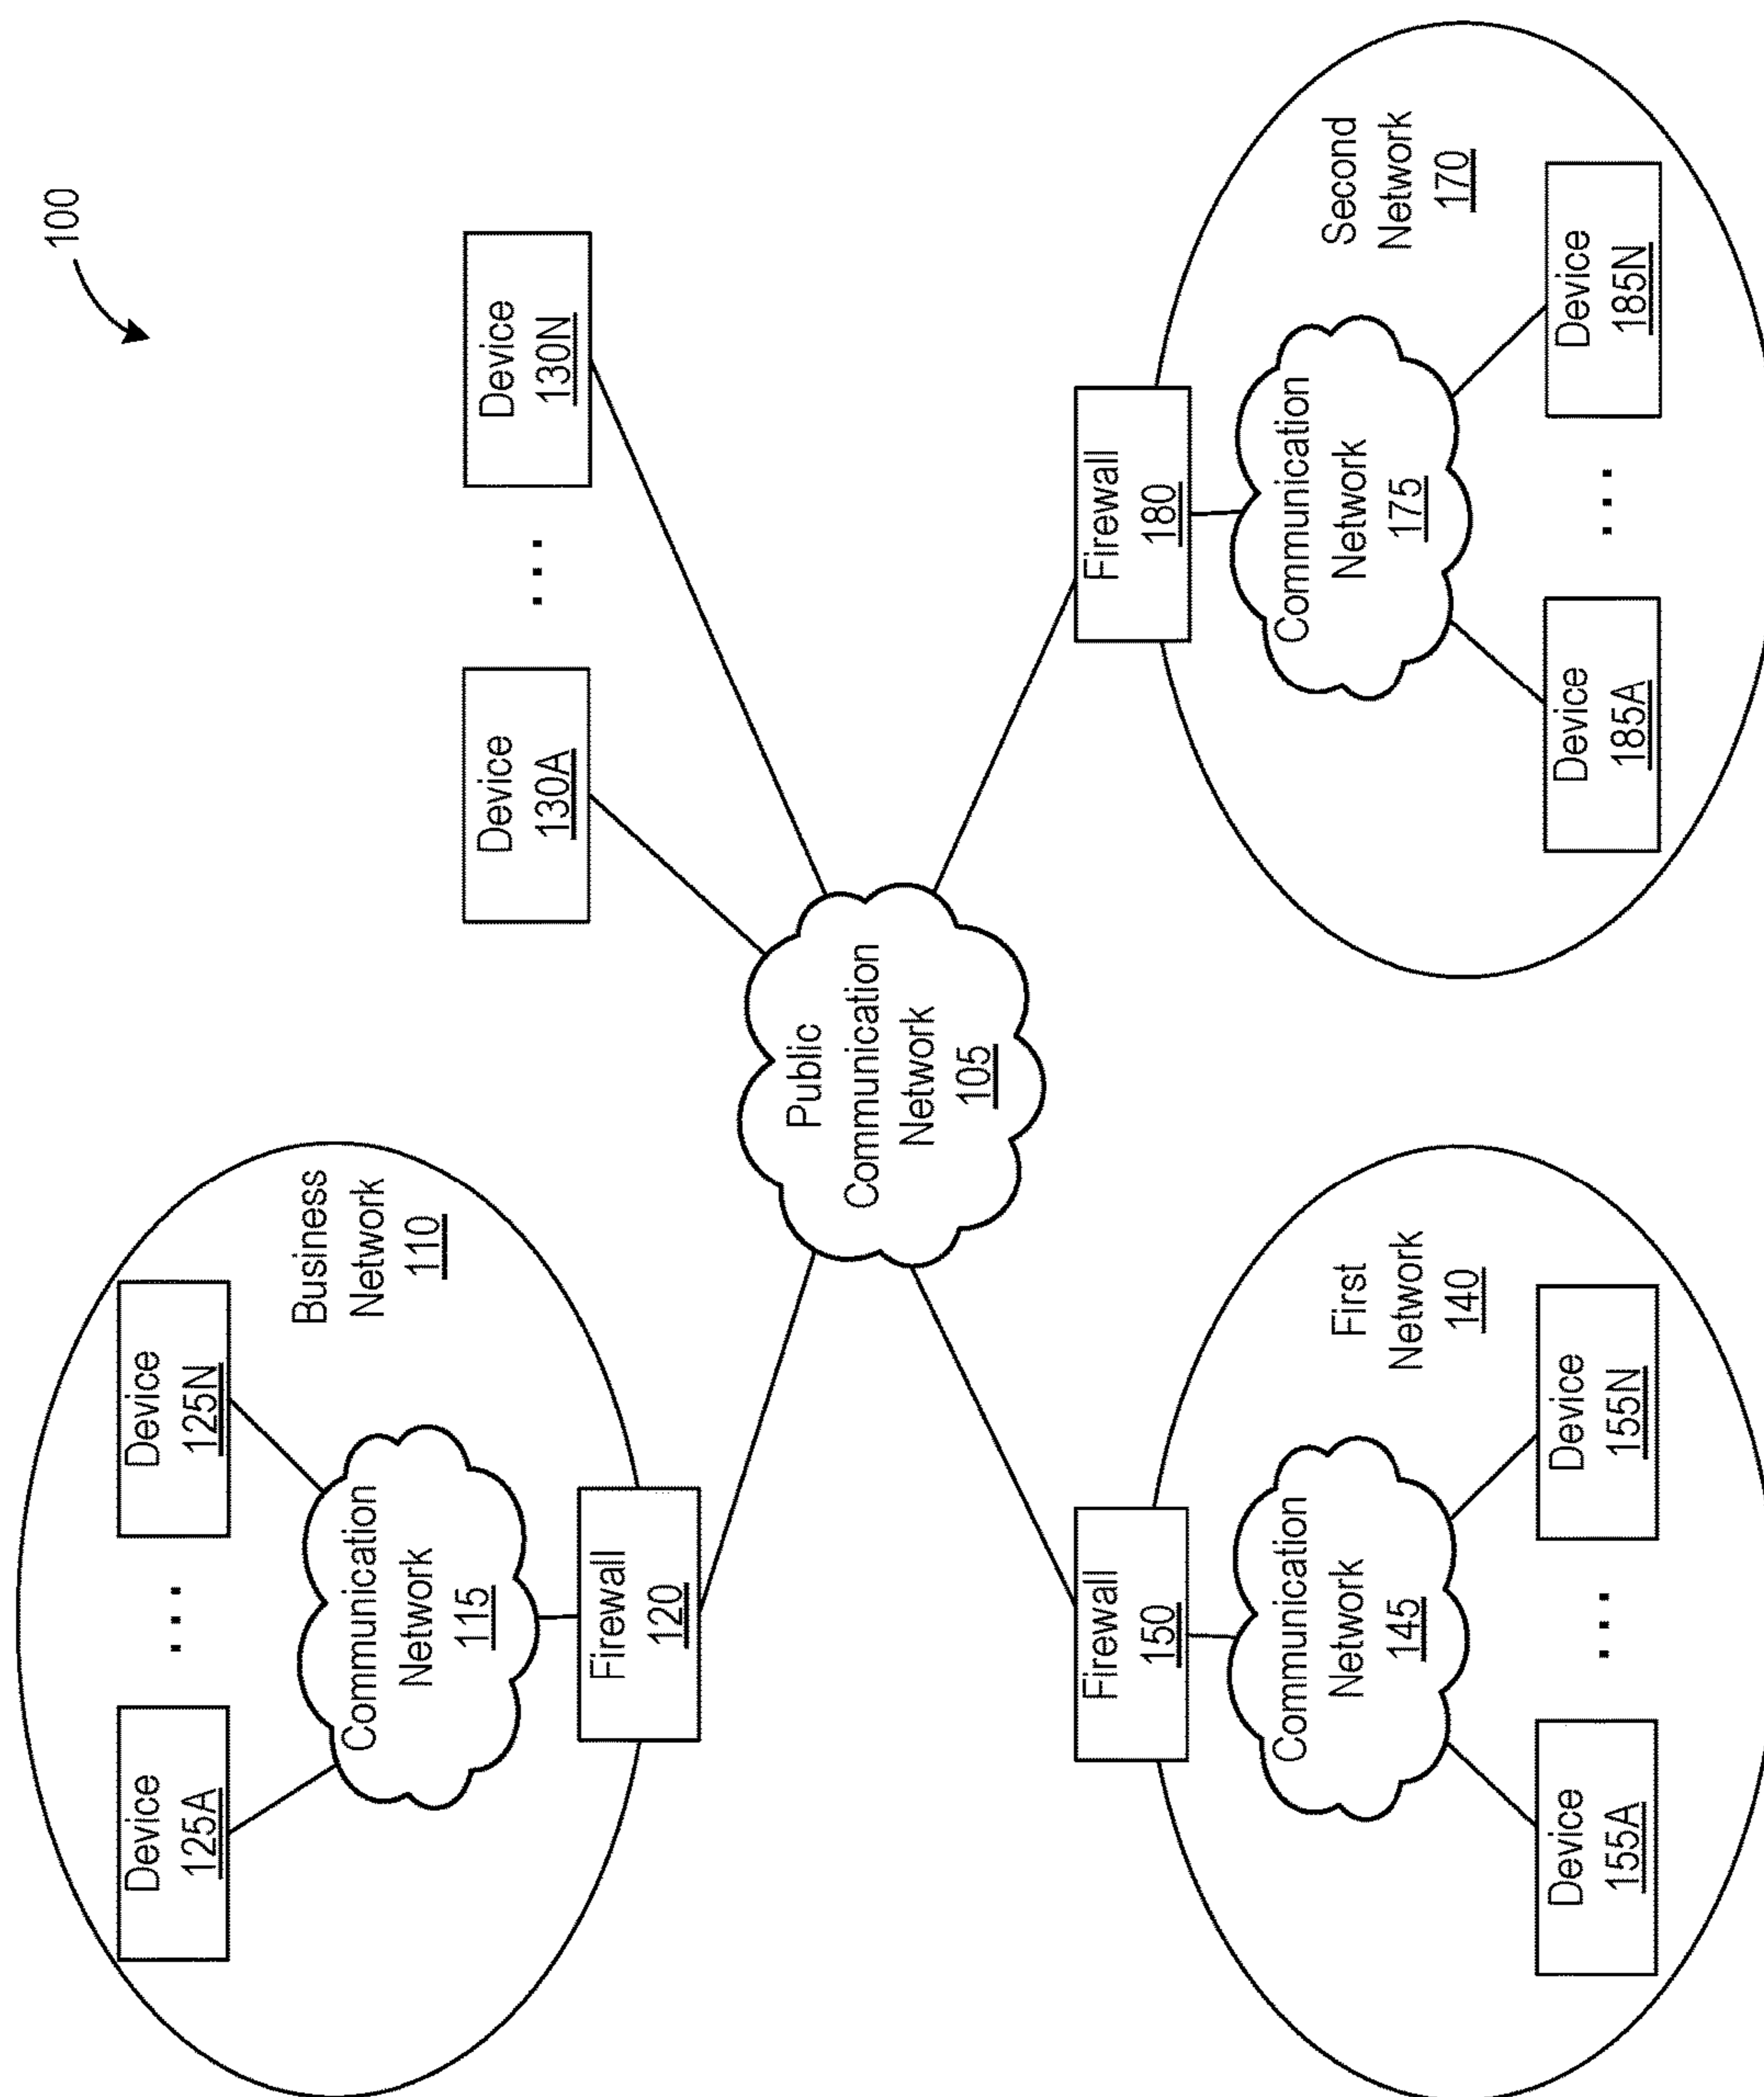 100
Device
125A
. . .
Device
125N
Communication
Network
115
Business
Network
110
Firewall
120
Device
130A
. . .
Device
130N
Public
Communication
Network
105
Firewall
150
Communication
Network
145
First
Network
140
Device
155A
. . .
Device
155N
Firewall
180
Communication
Network
175
Second
Network
170
Device
185A
. . .
Device
185N